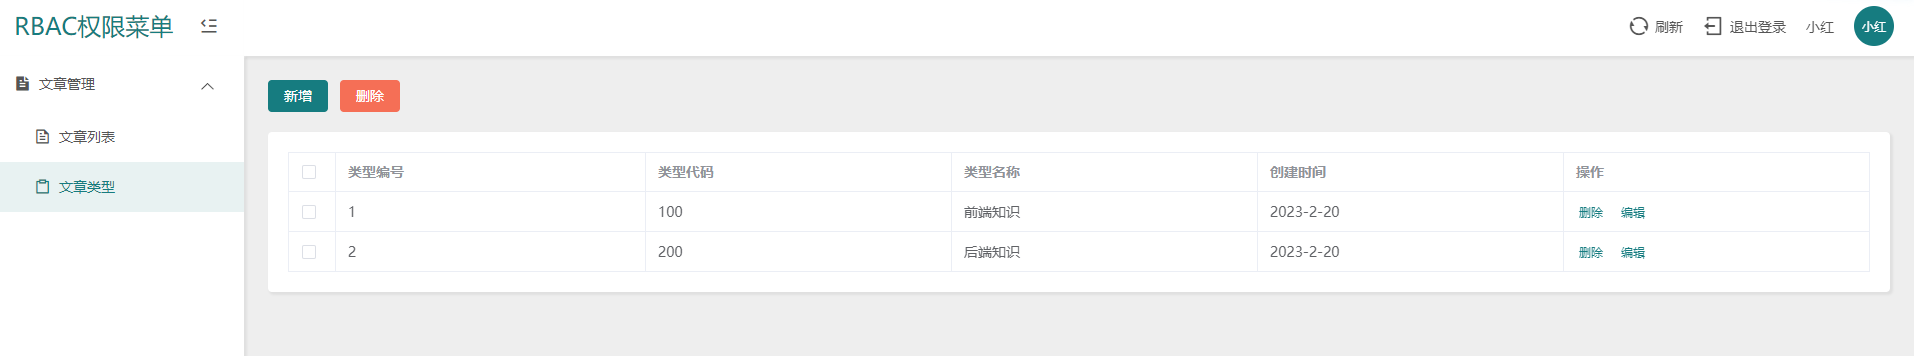 RBAC权限菜单 刷新 退出登录 小红 小红
文章管理
文章列表
文章类型
新增 删除
类型编号 类型代码 类型名称 创建时间 操作
1 100 前端知识 2023-2-20 删除 编辑
2 200 后端知识 2023-2-20 删除 编辑